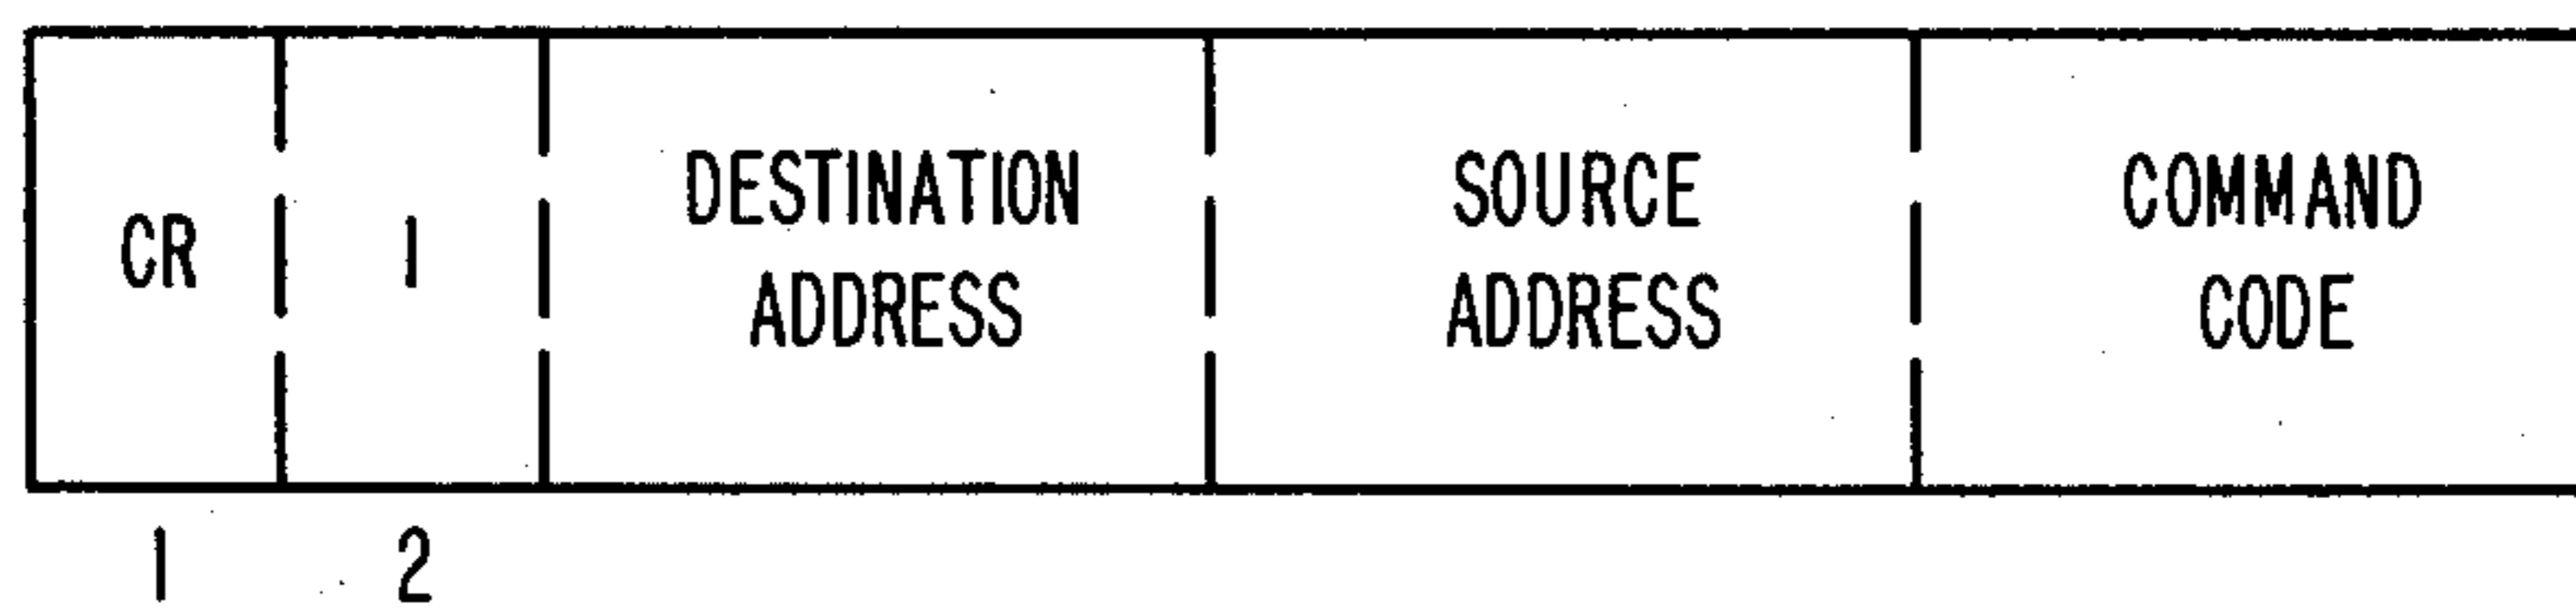 CR 1 DESTINATION ADDRESS SOURCE ADDRESS COMMAND CODE
1 2